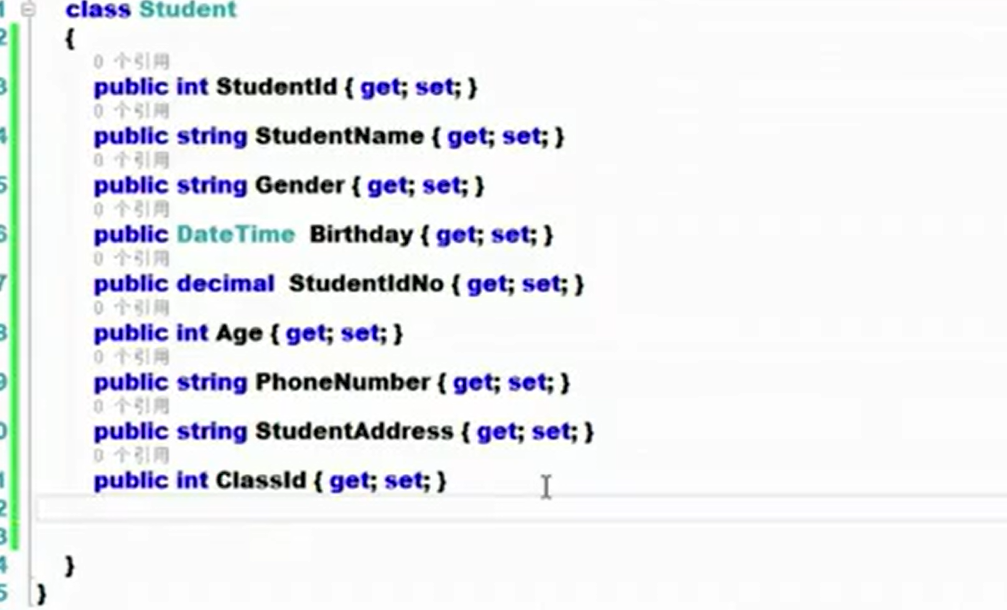 class Student
{
0 个引用
public int StudentId { get; set; }
0 个引用
public string StudentName { get; set; }
0 个引用
public string Gender { get; set; }
0 个引用
public DateTime  Birthday { get; set; }
0 个引用
public decimal  StudentIdNo { get; set; }
0 个引用
public int Age { get; set; }
0 个引用
public string PhoneNumber { get; set; }
0 个引用
public string StudentAddress { get; set; }
0 个引用
public int ClassId { get; set; }
}
}